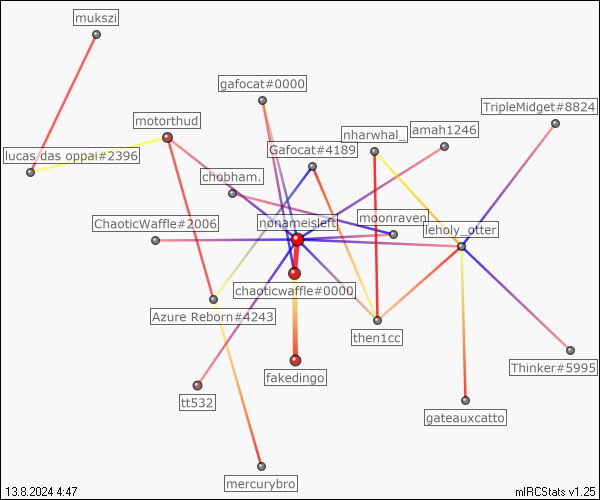 mukszi
gafocat#0000
TripleMidget#8824
motorthud
amah1246
nharwhal_
Gafocat#4189
lucas das oppai#2396
chobham.
moonraven
nonameisleft
ChaoticWaffle#2006
leholy_otter
chaoticwaffle#0000
Azure Reborn#4243
then1cc
Thinker#5995
fakedingo
tt532
gateauxcatto
mercurybro
13.8.2024 4:47
mIRCStats v1.25